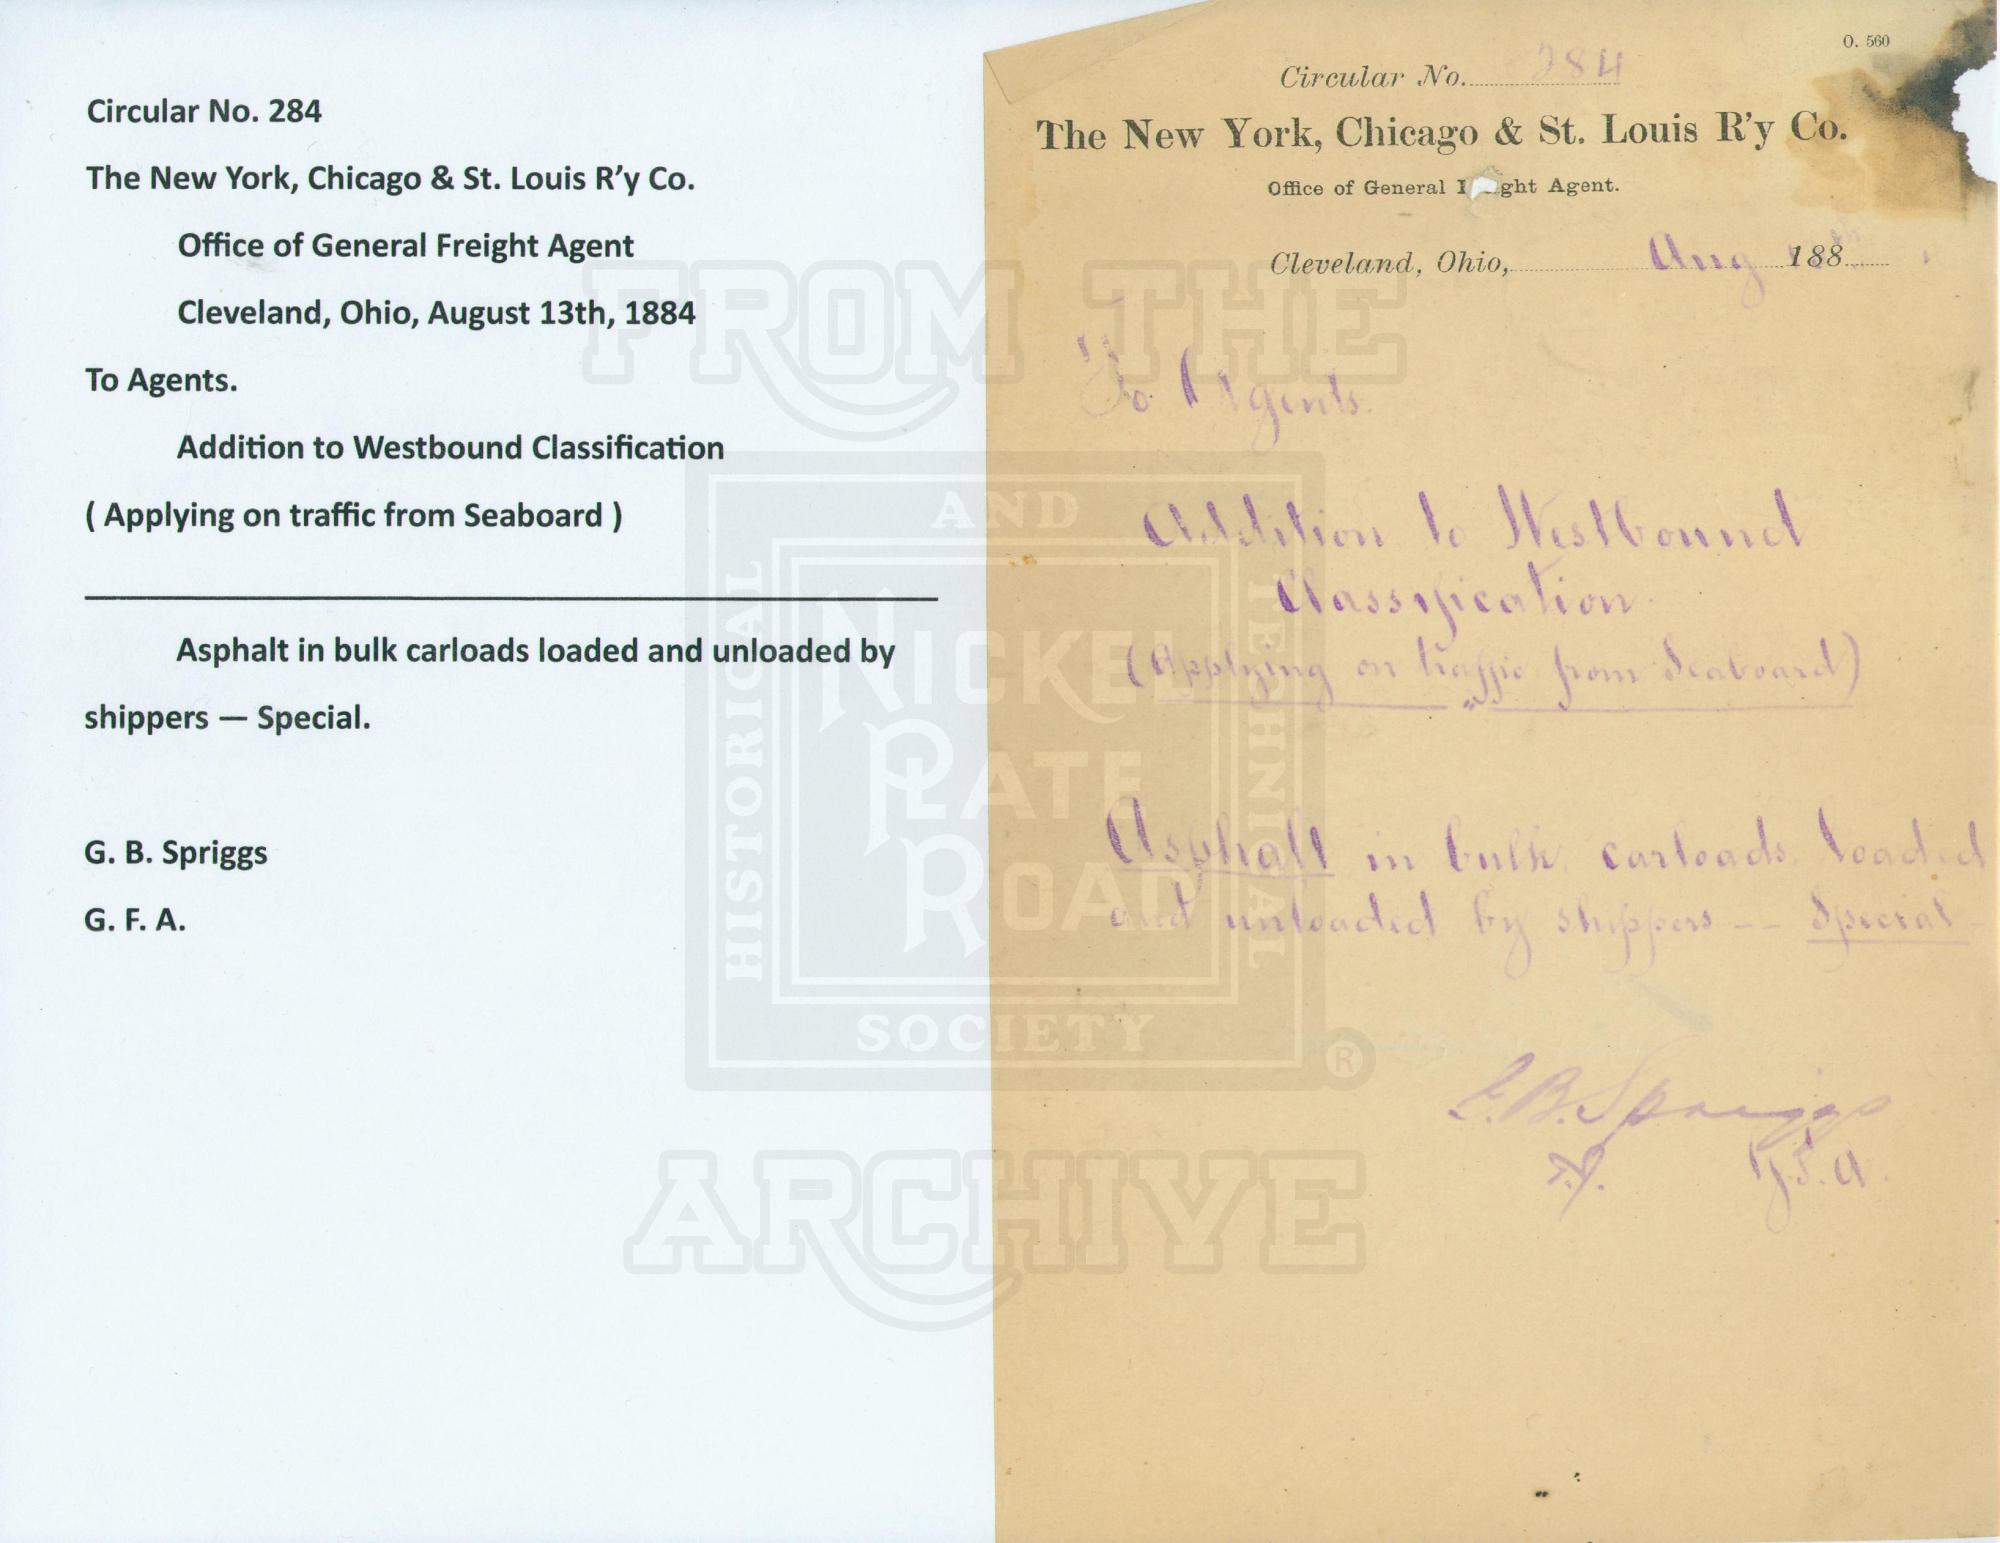 Circular No. 284
The New York, Chicago & St. Louis R'y Co.
Office of General Freight Agent
Cleveland, Ohio, August 13th, 1884
To Agents.
Addition to Westbound Classification
( Applying on traffic from Seaboard )
Asphalt in bulk carloads loaded and unloaded by
shippers — Special.
G. B. Spriggs
G. F. A.
O. 560
Circular No. 284
The New York, Chicago & St. Louis R'y Co.
Office of General ght Agent.
Cleveland, Ohio, Aug 188
To Agents.
Addition to Westbound
Classification.
(Applying on traffic from Seaboard)
Asphalt in bulk carloads loaded
and unloaded by shippers -- Special -
G. B. Spriggs
G. F. A.
FROM THE
HISTORICAL
AND
TECHNICAL
SOCIETY
NICKEL
PLATE
ROAD
®
ARCHIVE